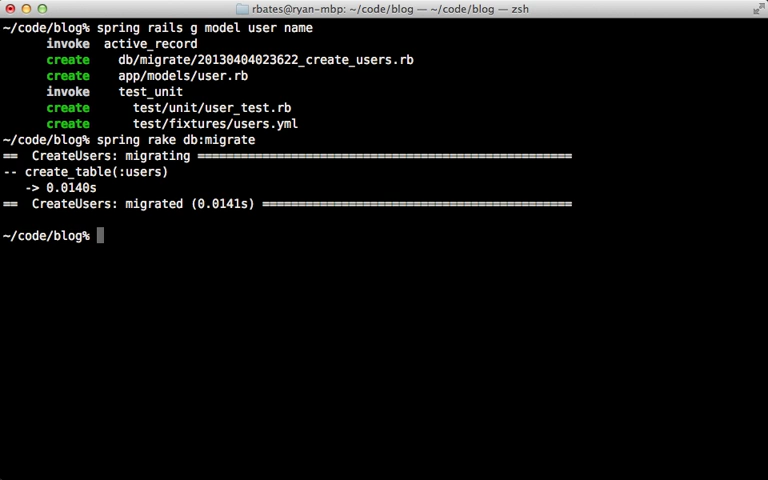 rbates@ryan-mbp: ~/code/blog — ~/code/blog — zsh
~/code/blog% spring rails g model user name
invoke active_record
create db/migrate/20130404023622_create_users.rb
create app/models/user.rb
invoke test_unit
create test/unit/user_test.rb
create test/fixtures/users.yml
~/code/blog% spring rake db:migrate
== CreateUsers: migrating ====================================================
-- create_table(:users)
-> 0.0140s
== CreateUsers: migrated (0.0141s) ===========================================
~/code/blog%